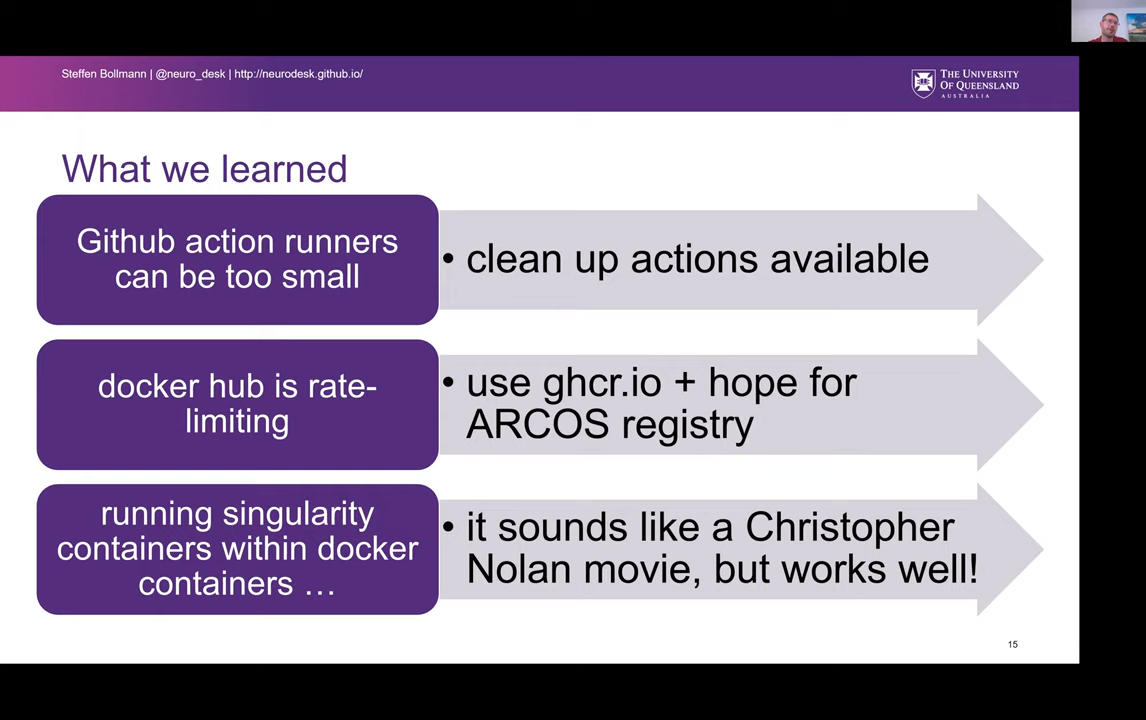 Steffen Bollmann | @neuro_desk | http://neurodesk.github.io/
THE UNIVERSITY
OF QUEENSLAND
AUSTRALIA
What we learned
Github action runners
can be too small
• clean up actions available
docker hub is rate-
limiting
• use ghcr.io + hope for
ARCOS registry
running singularity
containers within docker
containers …
• it sounds like a Christopher
Nolan movie, but works well!
15